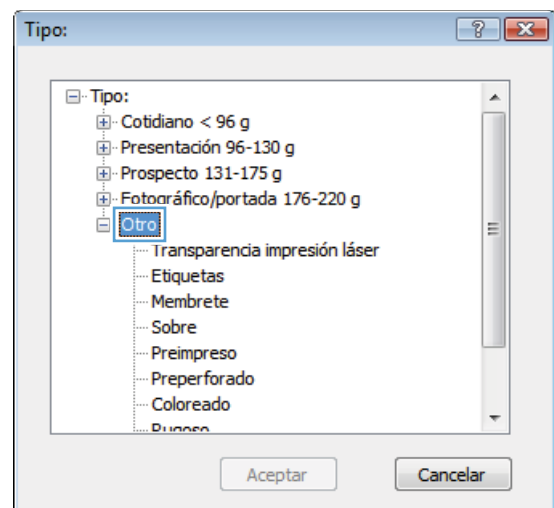 Tipo:
Tipo:
Cotidiano < 96 g
Presentación 96-130 g
Prospecto 131-175 g
Fotográfico/portada 176-220 g
Otro
Transparencia impresión láser
Etiquetas
Membrete
Sobre
Preimpreso
Preperforado
Coloreado
Rugoso
Aceptar
Cancelar